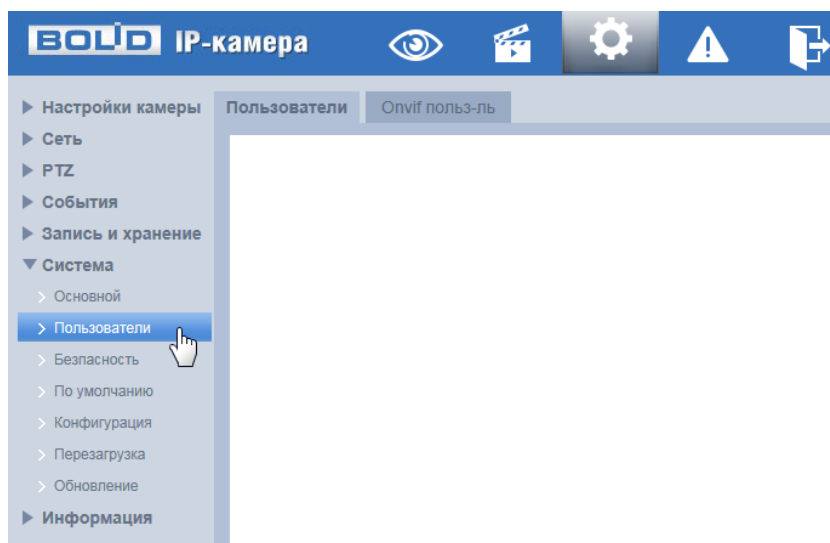 BOLID IP-камера
Настройки камеры
Сеть
PTZ
События
Запись и хранение
Система
Основной
Пользователи
Безпасность
По умолчанию
Конфигурация
Перезагрузка
Обновление
Информация
Пользователи Onvif польз-ль